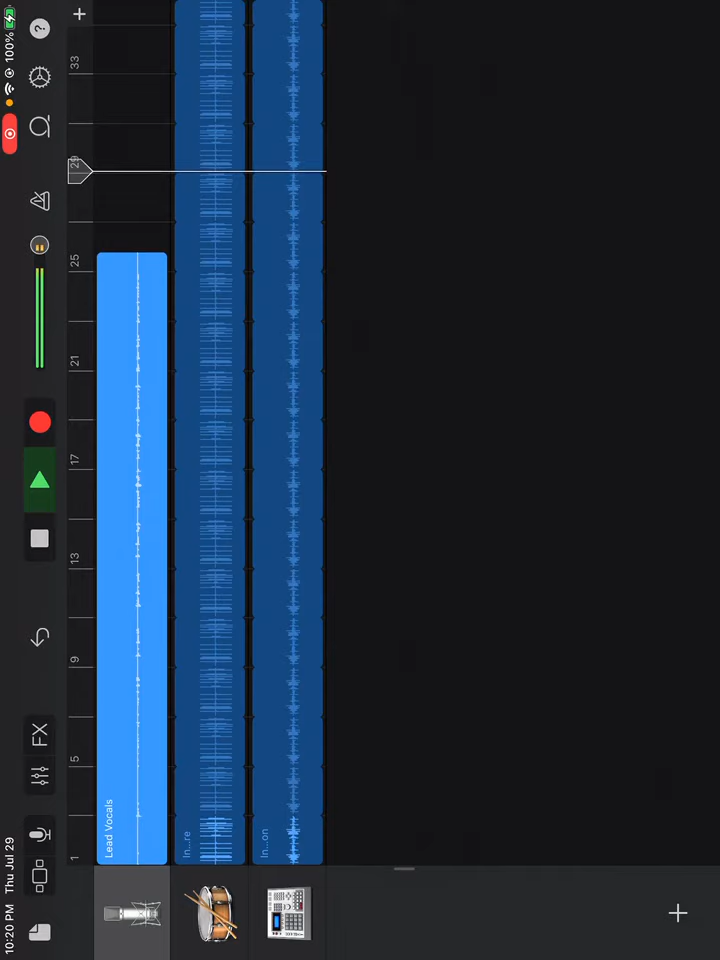 10:20 PM Thu Jul 29
100%
FX
?
1 5 9 13 17 21 25 29 33
Lead Vocals
In...re
In...on